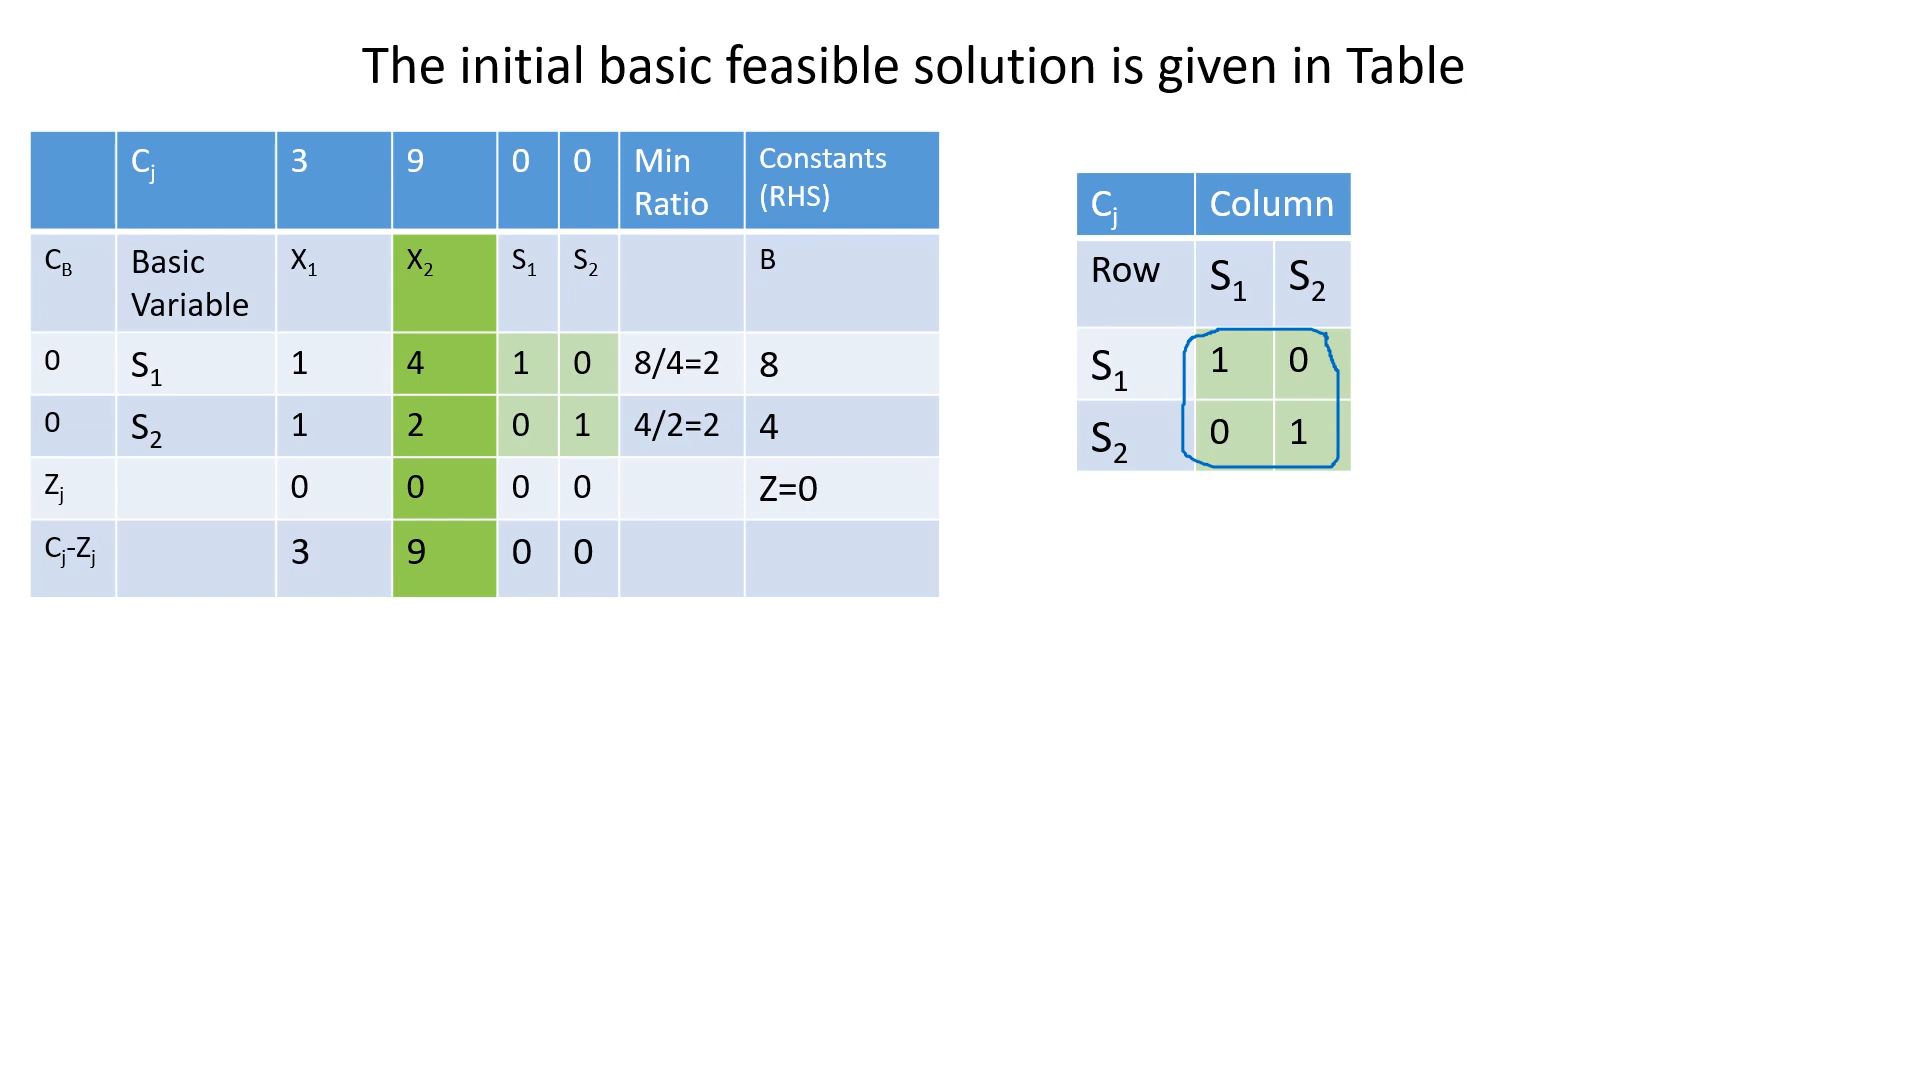 The initial basic feasible solution is given in Table
Cj 3 9 0 0 Min Ratio Constants (RHS)
CB Basic Variable X1 X2 S1 S2 B
0 S1 1 4 1 0 8/4=2 8
0 S2 1 2 0 1 4/2=2 4
Zj 0 0 0 0 Z=0
Cj-Zj 3 9 0 0
Cj Column
Row S1 S2
S1 1 0
S2 0 1